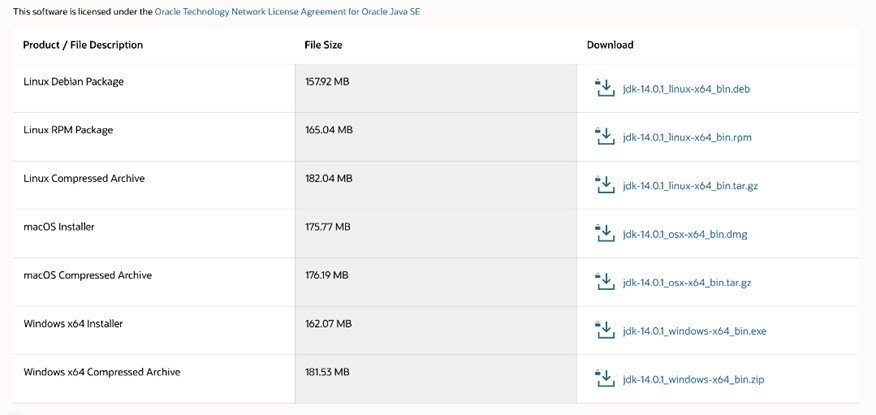 This software is licensed under the Oracle Technology Network License Agreement for Oracle Java SE
Product / File Description File Size Download
Linux Debian Package 157.92 MB jdk-14.0.1_linux-x64_bin.deb
Linux RPM Package 165.04 MB jdk-14.0.1_linux-x64_bin.rpm
Linux Compressed Archive 182.04 MB jdk-14.0.1_linux-x64_bin.tar.gz
macOS Installer 175.77 MB jdk-14.0.1_osx-x64_bin.dmg
macOS Compressed Archive 176.19 MB jdk-14.0.1_osx-x64_bin.tar.gz
Windows x64 Installer 162.07 MB jdk-14.0.1_windows-x64_bin.exe
Windows x64 Compressed Archive 181.53 MB jdk-14.0.1_windows-x64_bin.zip